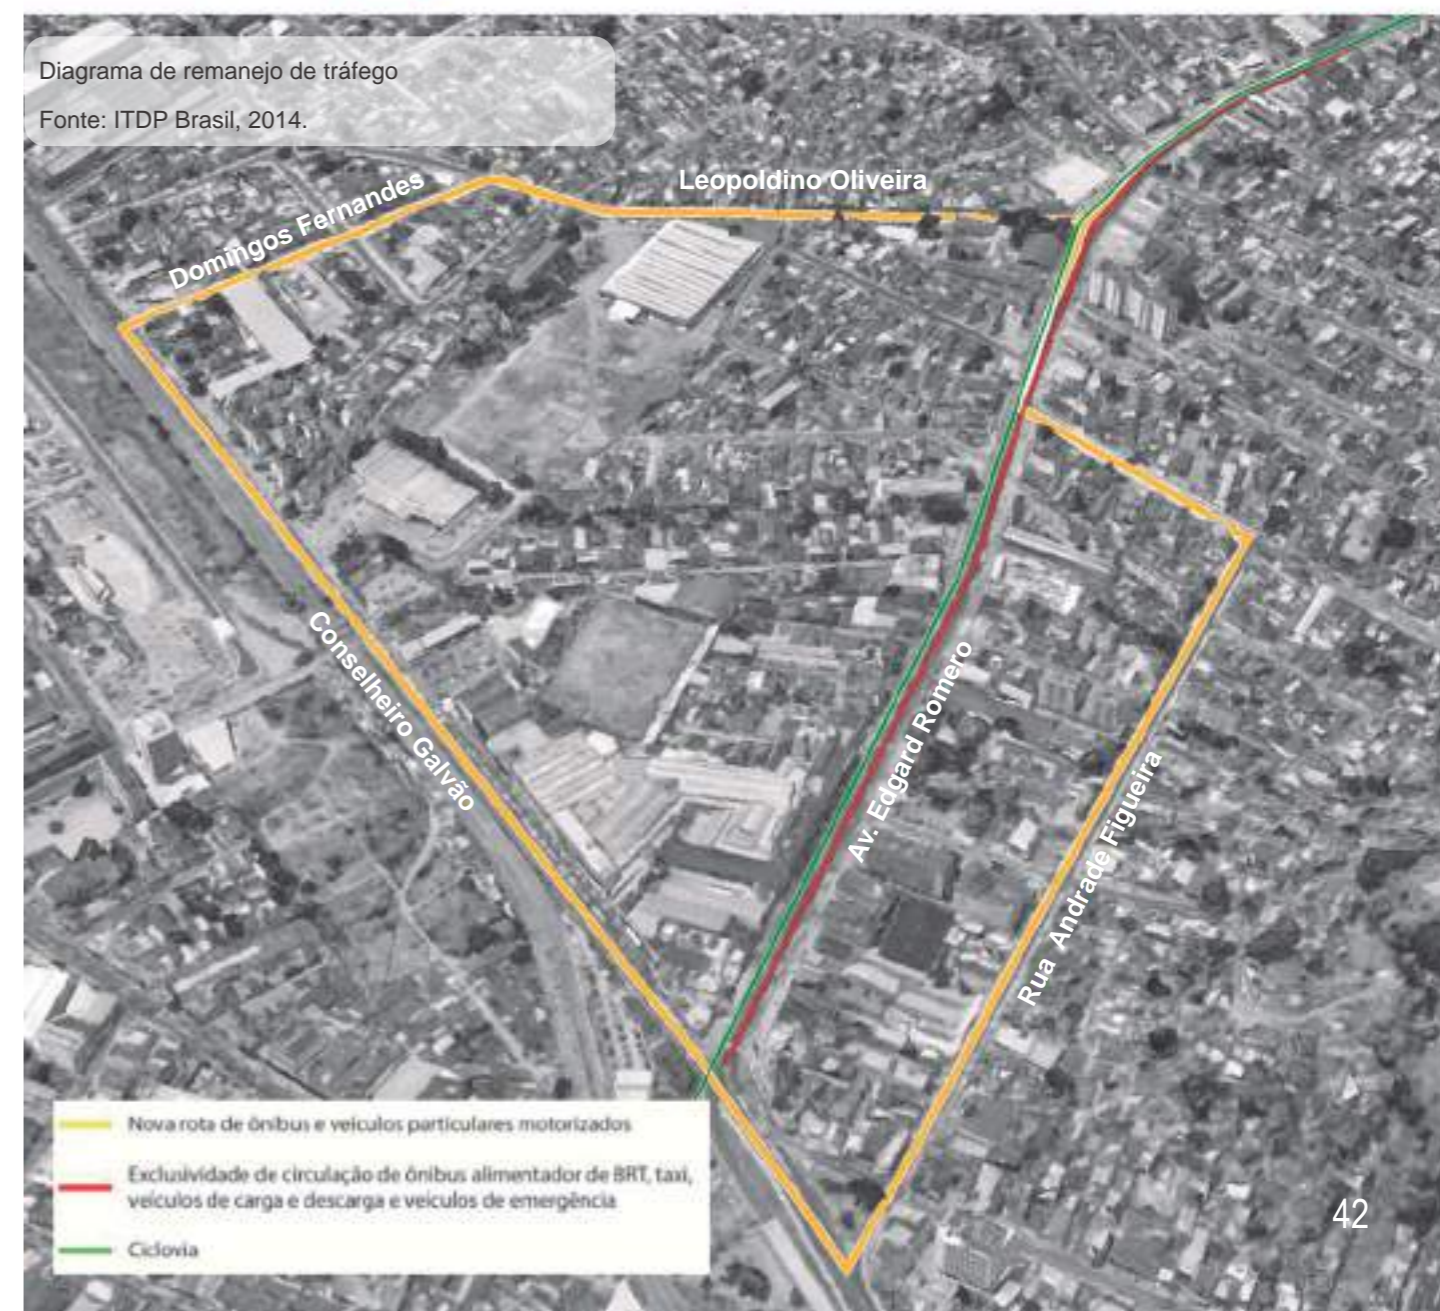 Diagrama de remanejo de tráfego
Fonte: ITDP Brasil, 2014.
Leopoldino Oliveira
Domingos Fernandes
Conselheiro Galvão
Av. Edgard Romero
Rua Andrade Figueira
Nova rota de ônibus e veículos particulares motorizados
Exclusividade de circulação de ônibus alimentador de BRT, taxi,
veículos de carga e descarga e veículos de emergência
Ciclovia
42